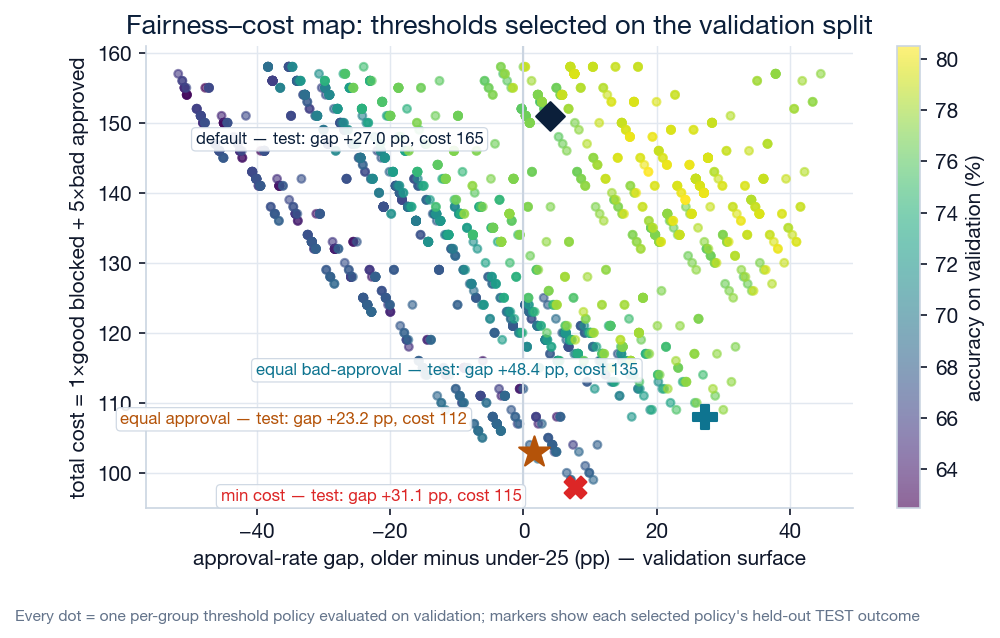 Fairness–cost map: thresholds selected on the validation split
total cost = 1×good blocked + 5×bad approved
160
150
140
130
120
110
100
default — test: gap +27.0 pp, cost 165
equal bad-approval — test: gap +48.4 pp, cost 135
equal approval — test: gap +23.2 pp, cost 112
min cost — test: gap +31.1 pp, cost 115
−40
−20
0
20
40
approval-rate gap, older minus under-25 (pp) — validation surface
80
78
76
74
72
70
68
66
64
accuracy on validation (%)
Every dot = one per-group threshold policy evaluated on validation; markers show each selected policy's held-out TEST outcome